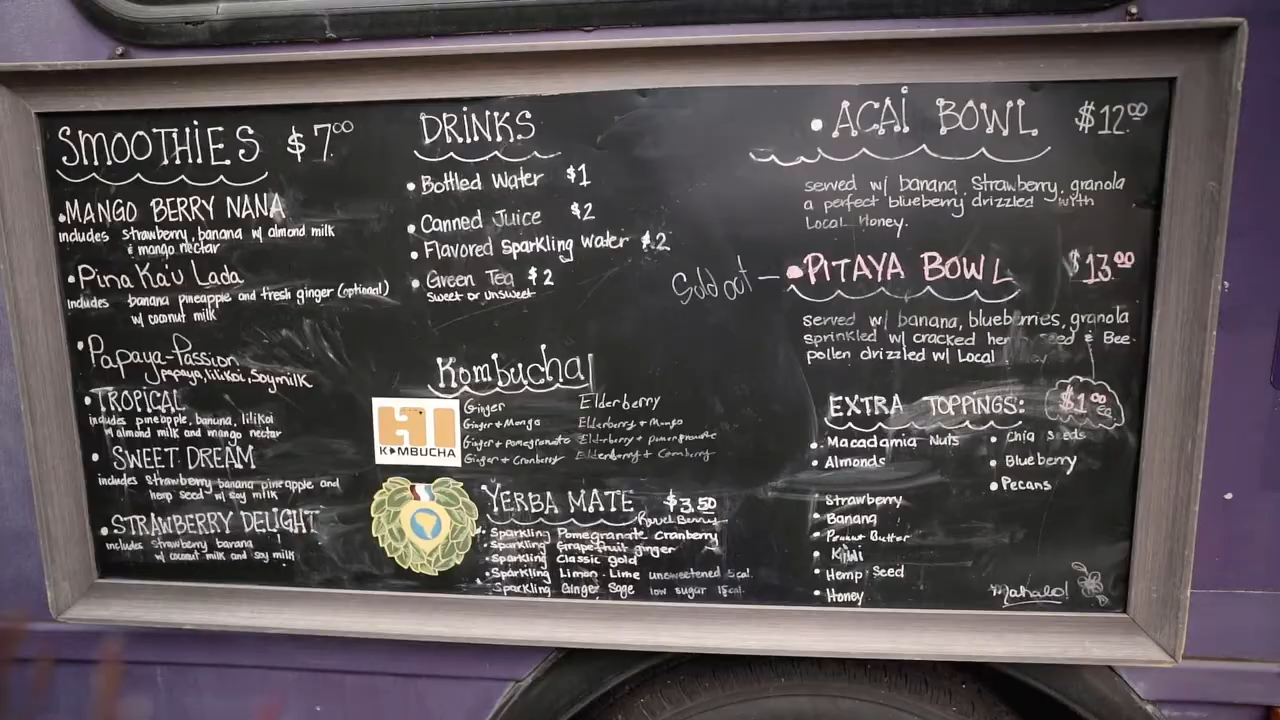 SMOOTHIES $7.00
• MANGO BERRY NANA
includes strawberry, banana w/ almond milk
& mango nectar
• Pina Ka'u Lada
Includes banana pineapple and fresh ginger (optional)
w/ coconut milk
• Papaya-Passion
papaya, lilikoi, Soymilk
• TROPICAL
includes pineapple, banana, lilikoi
w/ almond milk and mango nectar
• SWEET DREAM
includes strawberry banana pineapple and
hemp seed w/ soy milk
• STRAWBERRY DELIGHT
includes strawberry banana
w/ coconut milk and soy milk
DRINKS
• Bottled Water $1
• Canned Juice $2
• Flavored Sparkling Water $2
• Green Tea $2
Sweet or Unsweet
Kombucha
HI
KOMBUCHA
Ginger
Ginger + Mango
Ginger + Pomegranate
Ginger + Cranberry
Elderberry
Elderberry + Mango
Elderberry + pomegranate
Elderberry + Cranberry
YERBA MATE $3.50
Berry
• Sparkling Pomegranate Cranberry
• Sparkling Grapefruit ginger
• Sparkling Classic gold
• Sparkling Limon-Lime unsweetened 5cal.
Sparkling Ginger Sage low sugar 15cal.
• ACAI BOWL $12.00
served w/ banana, Strawberry, granola
a perfect blueberry drizzled with
Local Honey.
Sold out — • PITAYA BOWL $13.00
served w/ banana, blueberries, granola
sprinkled w/ cracked hemp seed & Bee-
pollen drizzled w/ Local
EXTRA TOPPINGS: $1.00 ea
• Macadamia Nuts
• Almonds
• Strawberry
• Banana
• Peanut Butter
• Kiwi
• Hemp Seed
• Honey
• Chia seeds
• Blueberry
• Pecans
Mahalo!